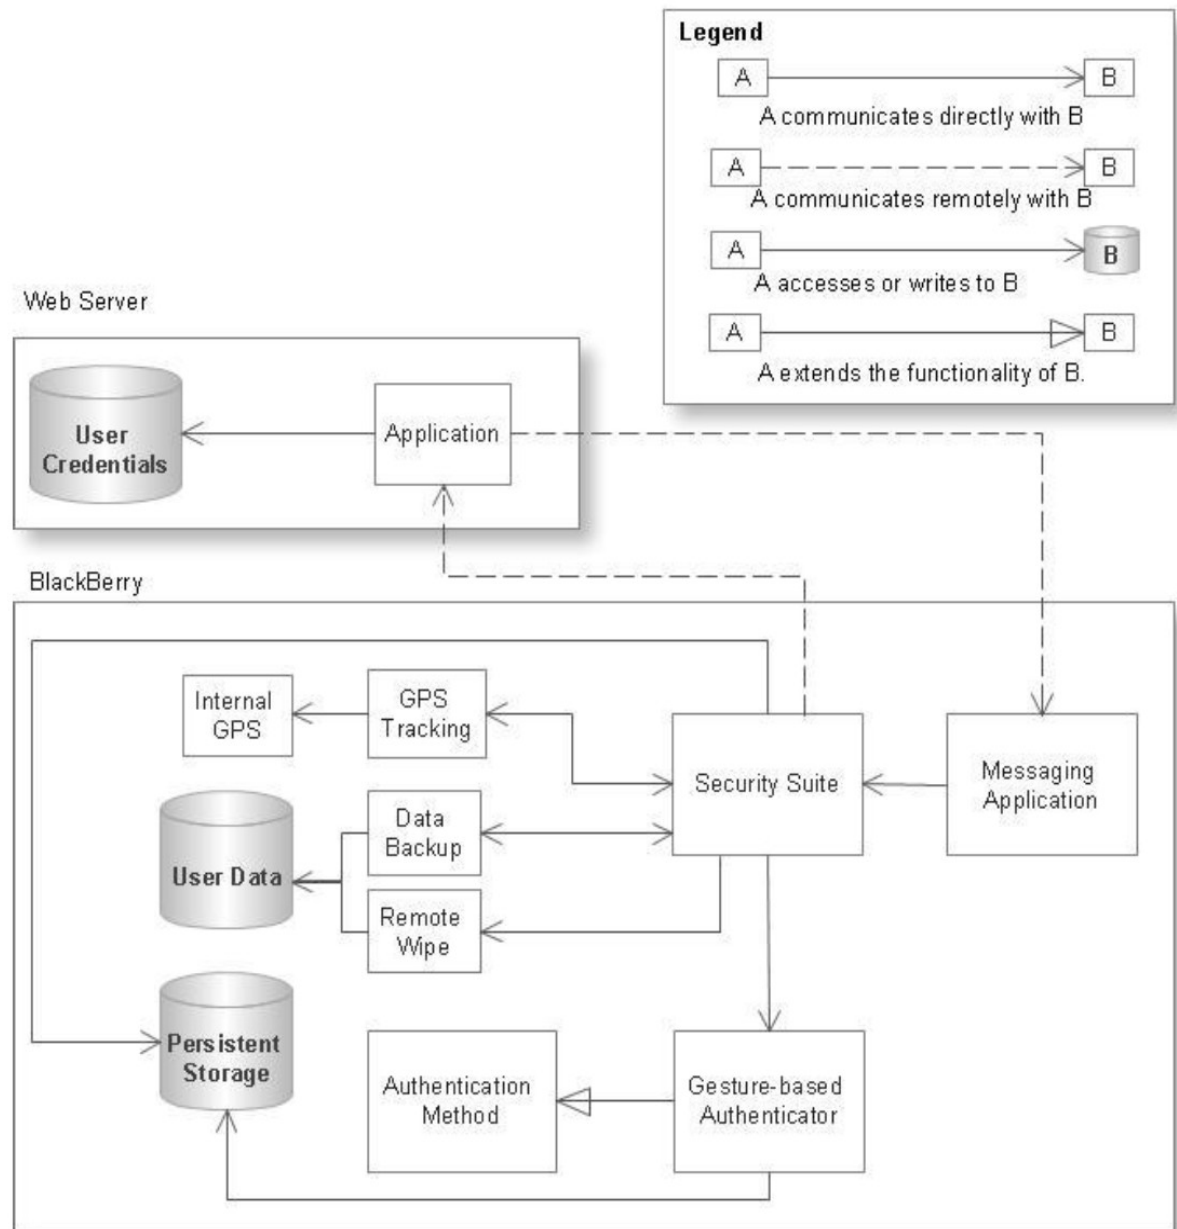 Legend
A
B
A communicates directly with B
A
B
A communicates remotely with B
A
B
A accesses or writes to B
A
B
A extends the functionality of B.
Web Server
User
Credentials
Application
BlackBerry
Internal
GPS
GPS
Tracking
Security Suite
Messaging
Application
User Data
Data
Backup
Remote
Wipe
Persistent
Storage
Authentication
Method
Gesture-based
Authenticator